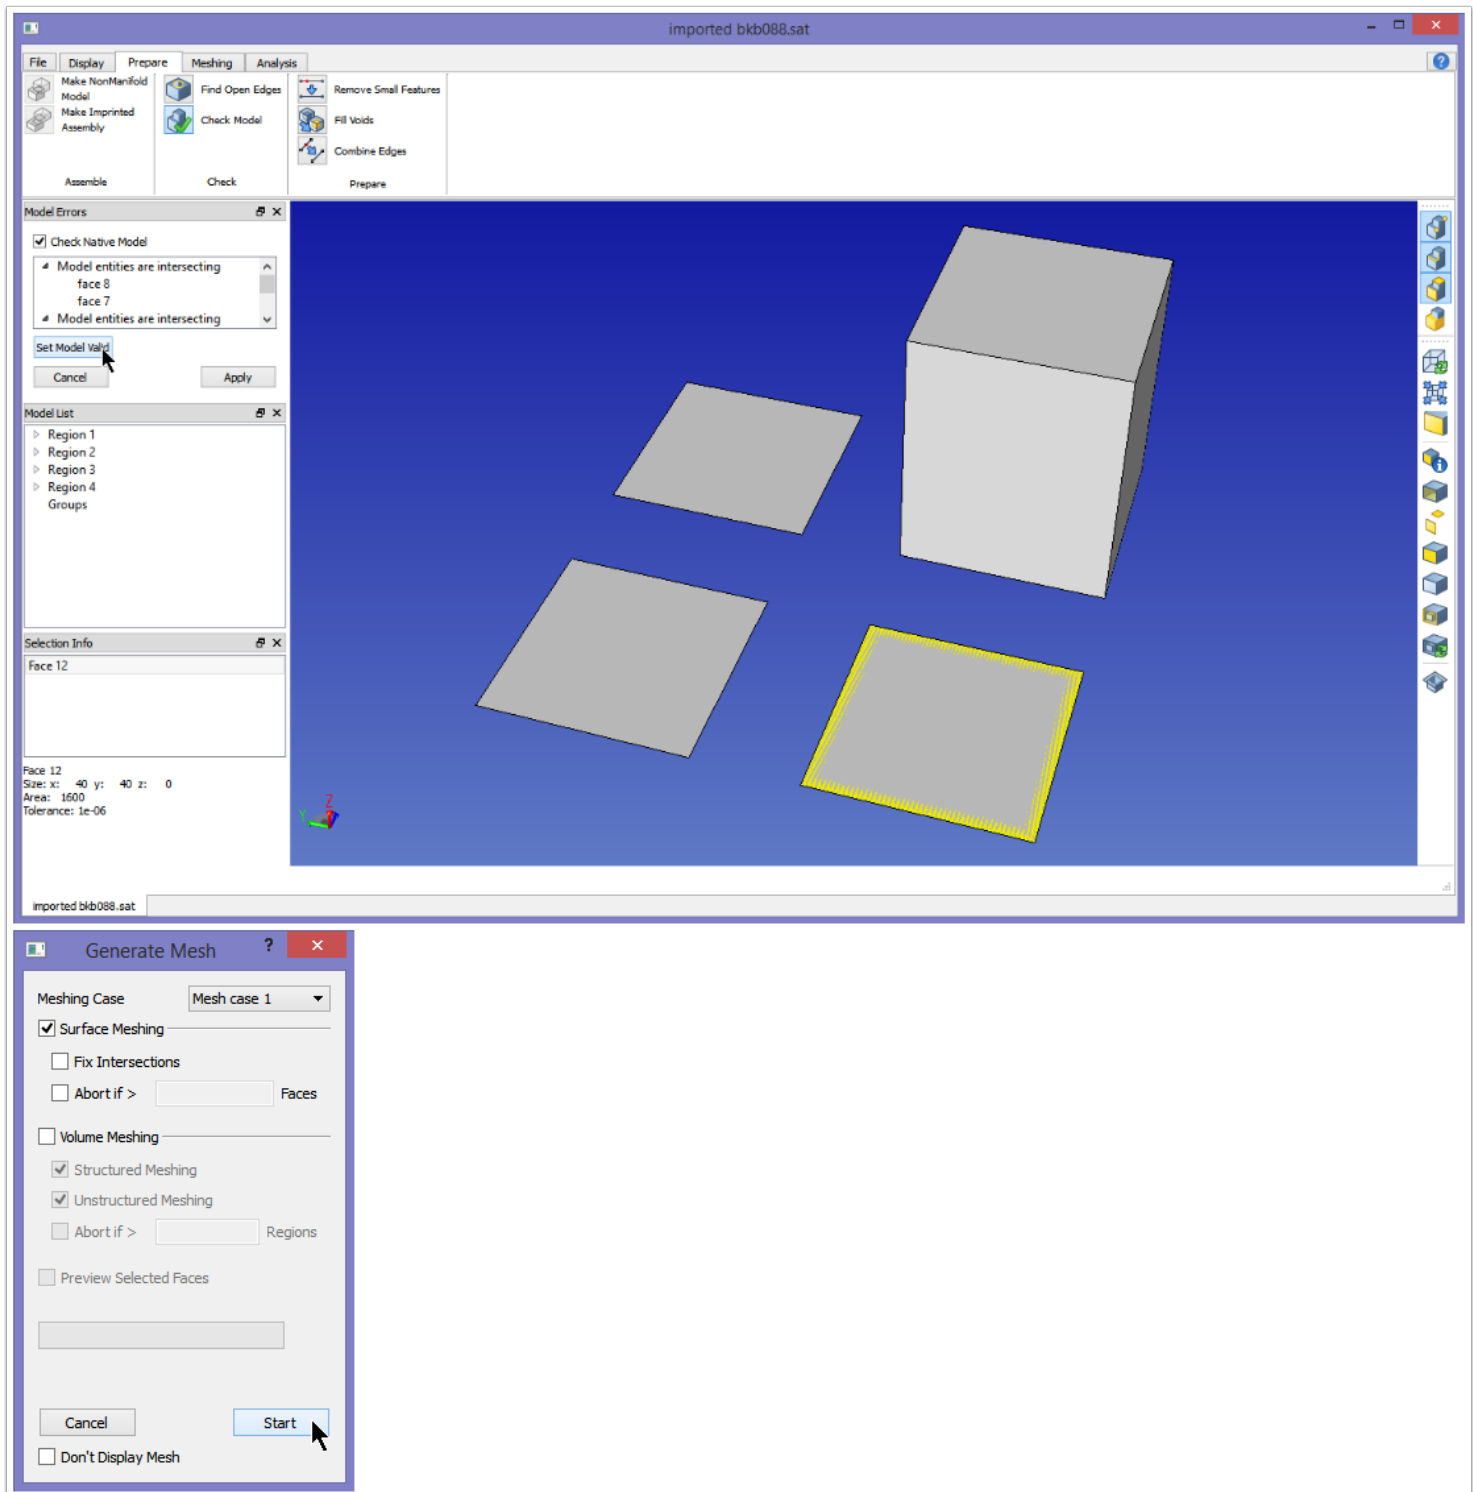 imported bkb088.sat
File Display Prepare Meshing Analysis
Make NonManifold
Model
Make Imprinted
Assembly
Assemble
Find Open Edges
Check Model
Check
Remove Small Features
Fill Voids
Combine Edges
Prepare
Model Errors
Check Native Model
Model entities are intersecting
face 8
face 7
Model entities are intersecting
Set Model Valid
Cancel Apply
Model List
Region 1
Region 2
Region 3
Region 4
Groups
Selection Info
Face 12
Face 12
Size: x: 40 y: 40 z: 0
Area: 1600
Tolerance: 1e-06
Z
Y
imported bkb088.sat
Generate Mesh ?
Meshing Case Mesh case 1
Surface Meshing
Fix Intersections
Abort if > Faces
Volume Meshing
Structured Meshing
Unstructured Meshing
Abort if > Regions
Preview Selected Faces
Cancel Start
Don't Display Mesh